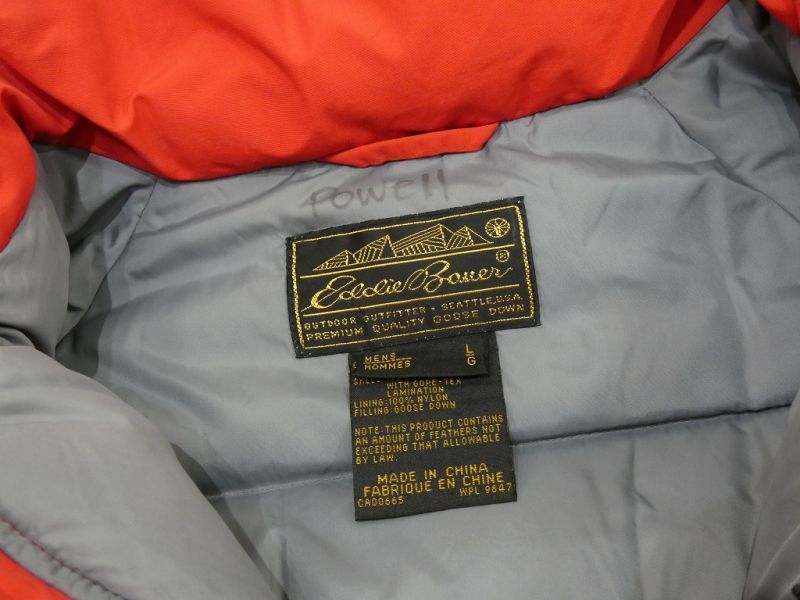 POWEll
Eddie Bauer ®
OUTDOOR OUTFITTER • SEATTLE, U.S.A.
PREMIUM QUALITY GOOSE DOWN
MENS L
HOMMES G
WITH GORE-TEX
LAMINATION
LINING:100% NYLON
FILLING:GOOSE DOWN
NOTE:THIS PRODUCT CONTAINS
AN AMOUNT OF FEATHERS NOT
EXCEEDING THAT ALLOWABLE
BY LAW.
MADE IN CHINA
FABRIQUE EN CHINE
CA00665 WPL 9647